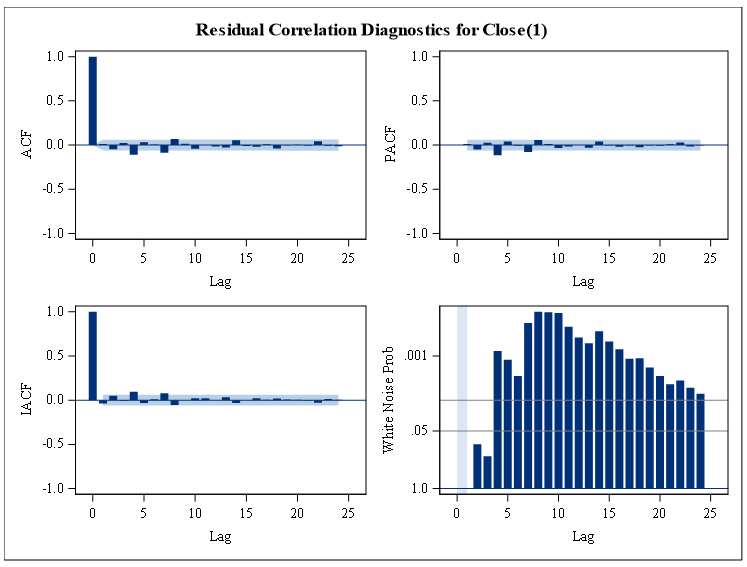 Residual Correlation Diagnostics for Close(1)
1.0
0.5
0.0
-0.5
-1.0
ACF
0 5 10 15 20 25
Lag
1.0
0.5
0.0
-0.5
-1.0
PACF
0 5 10 15 20 25
Lag
1.0
0.5
0.0
-0.5
-1.0
IACF
0 5 10 15 20 25
Lag
.001
.05
1.0
White Noise Prob
0 5 10 15 20 25
Lag